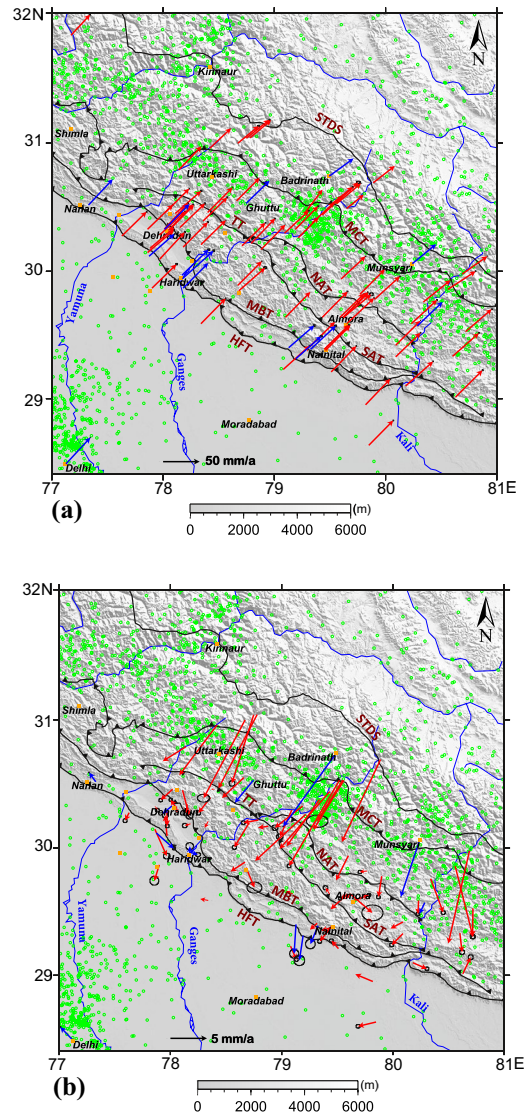 32N
N
Kinnaur
STDS
31
Shimla
Uttarkashi
Badrinath
Ghuttu
Nahan
TT
MCT
Dehradun
30
Munsyari
Haridwar
NAT
Yamuna
MBT
Almora
HFT
Nainital
SAT
Ganges
29
Moradabad
Kali
Delhi
50 mm/a
77 78 79 80 81E
(a)
(m)
0 2000 4000 6000
32N
N
Kinnaur
Shimla
31
STDS
Uttarkashi
Badrinath
Ghuttu
Nahan
TT
MCT
Dehradun
Munsyari
30
Haridwar
NAT
MBT
Almora
Yamuna
HFT
SAT
Nainital
Ganges
29
Moradabad
Kali
Delhi
5 mm/a
77 78 79 80 81E
(b)
(m)
0 2000 4000 6000